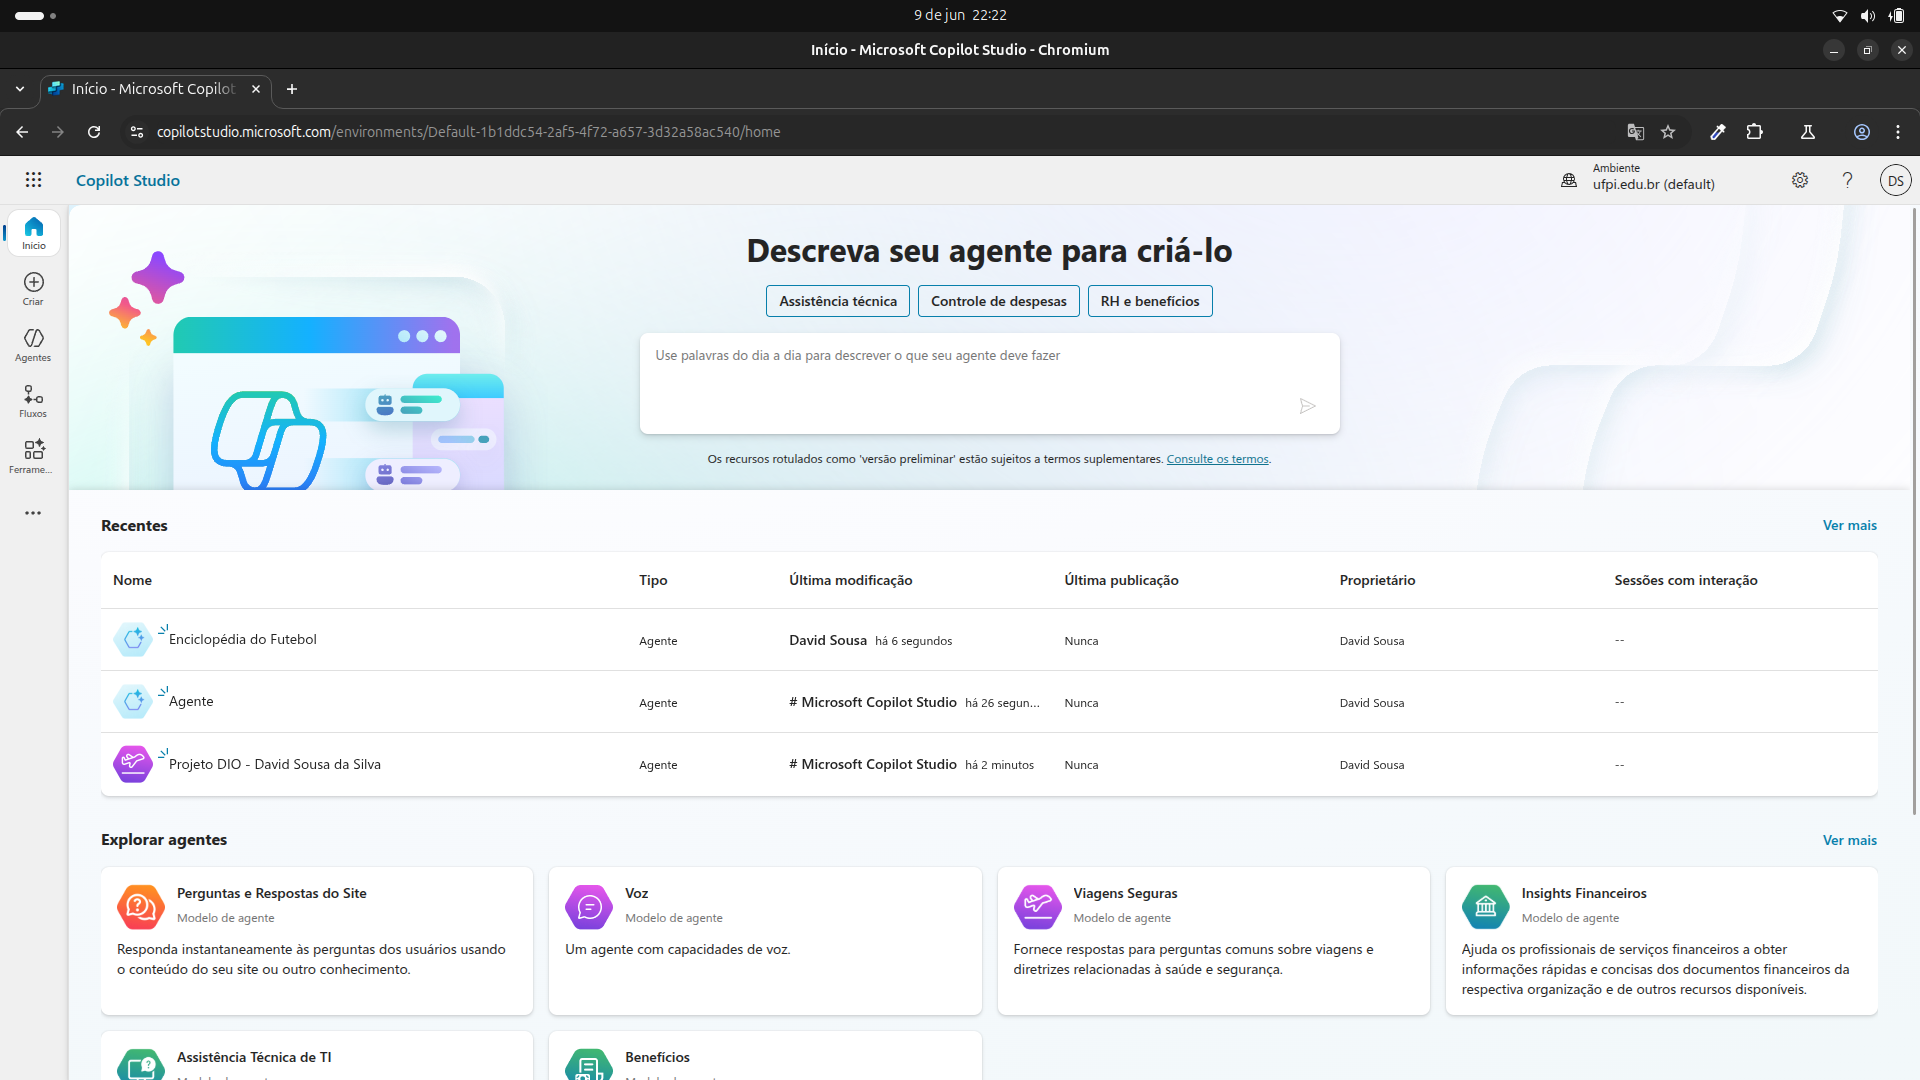 9 de jun 22:22
Início - Microsoft Copilot Studio - Chromium
Início - Microsoft Copilot
copilotstudio.microsoft.com/environments/Default-1b1ddc54-2af5-4f72-a657-3d32a58ac540/home
Copilot Studio
Ambiente
ufpi.edu.br (default)
DS
Início
Criar
Agentes
Fluxos
Ferrame...
Descreva seu agente para criá-lo
Assistência técnica
Controle de despesas
RH e benefícios
Use palavras do dia a dia para descrever o que seu agente deve fazer
Os recursos rotulados como 'versão preliminar' estão sujeitos a termos suplementares. Consulte os termos.
Recentes
Ver mais
Nome Tipo Última modificação Última publicação Proprietário Sessões com interação
Enciclopédia do Futebol Agente David Sousa há 6 segundos Nunca David Sousa --
Agente Agente # Microsoft Copilot Studio há 26 segun... Nunca David Sousa --
Projeto DIO - David Sousa da Silva Agente # Microsoft Copilot Studio há 2 minutos Nunca David Sousa --
Explorar agentes
Ver mais
Perguntas e Respostas do Site
Modelo de agente
Responda instantaneamente às perguntas dos usuários usando
o conteúdo do seu site ou outro conhecimento.
Voz
Modelo de agente
Um agente com capacidades de voz.
Viagens Seguras
Modelo de agente
Fornece respostas para perguntas comuns sobre viagens e
diretrizes relacionadas à saúde e segurança.
Insights Financeiros
Modelo de agente
Ajuda os profissionais de serviços financeiros a obter
informações rápidas e concisas dos documentos financeiros da
respectiva organização e de outros recursos disponíveis.
Assistência Técnica de TI
Benefícios